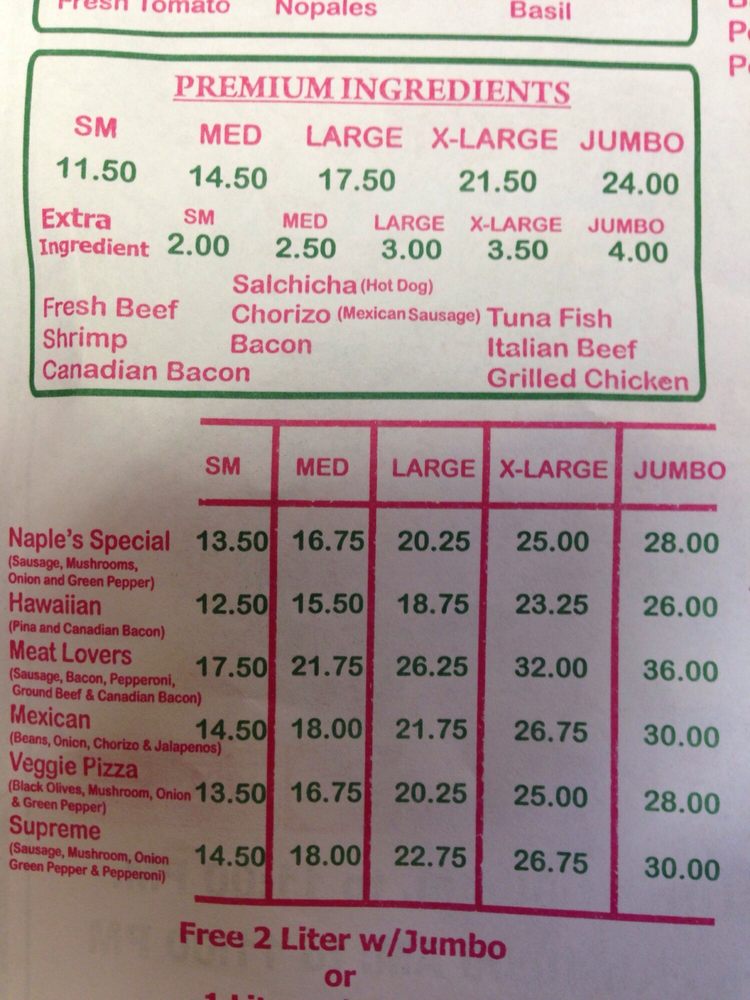 Fresh Tomato Nopales Basil
PREMIUM INGREDIENTS
SM MED LARGE X-LARGE JUMBO
11.50 14.50 17.50 21.50 24.00
Extra SM MED LARGE X-LARGE JUMBO
Ingredient 2.00 2.50 3.00 3.50 4.00
Salchicha (Hot Dog)
Fresh Beef Chorizo (Mexican Sausage) Tuna Fish
Shrimp Bacon Italian Beef
Canadian Bacon Grilled Chicken
SM MED LARGE X-LARGE JUMBO
Naple's Special 13.50 16.75 20.25 25.00 28.00
(Sausage, Mushrooms,
Onion and Green Pepper)
Hawaiian 12.50 15.50 18.75 23.25 26.00
(Pina and Canadian Bacon)
Meat Lovers 17.50 21.75 26.25 32.00 36.00
(Sausage, Bacon, Pepperoni,
Ground Beef & Canadian Bacon)
Mexican 14.50 18.00 21.75 26.75 30.00
(Beans, Onion, Chorizo & Jalapenos)
Veggie Pizza
(Black Olives, Mushroom, Onion 13.50 16.75 20.25 25.00 28.00
& Green Pepper)
Supreme
(Sausage, Mushroom, Onion 14.50 18.00 22.75 26.75 30.00
Green Pepper & Pepperoni)
Free 2 Liter w/Jumbo
or